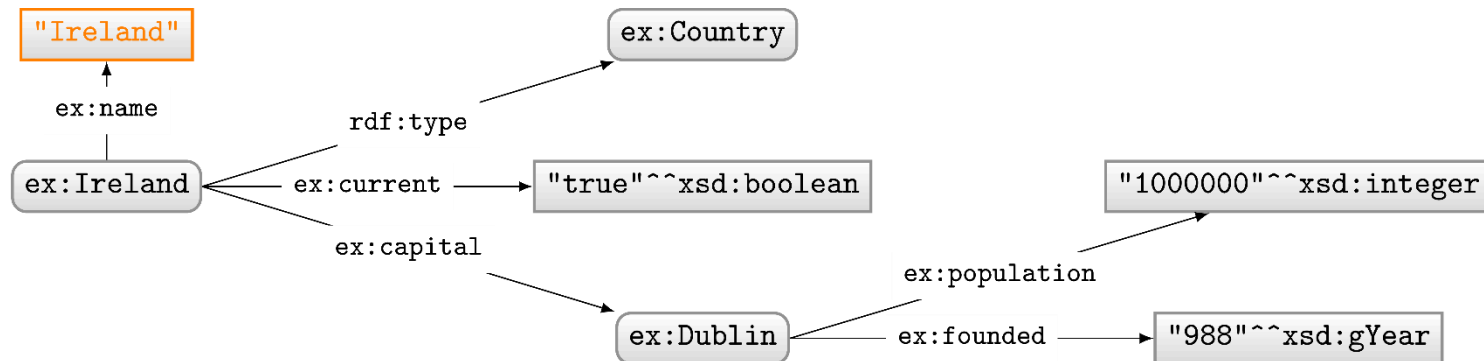 "Ireland"
ex:Country
ex:name
rdf:type
ex:Ireland
ex:current
"true"^^xsd:boolean
"1000000"^^xsd:integer
ex:capital
ex:population
ex:Dublin
ex:founded
"988"^^xsd:gYear